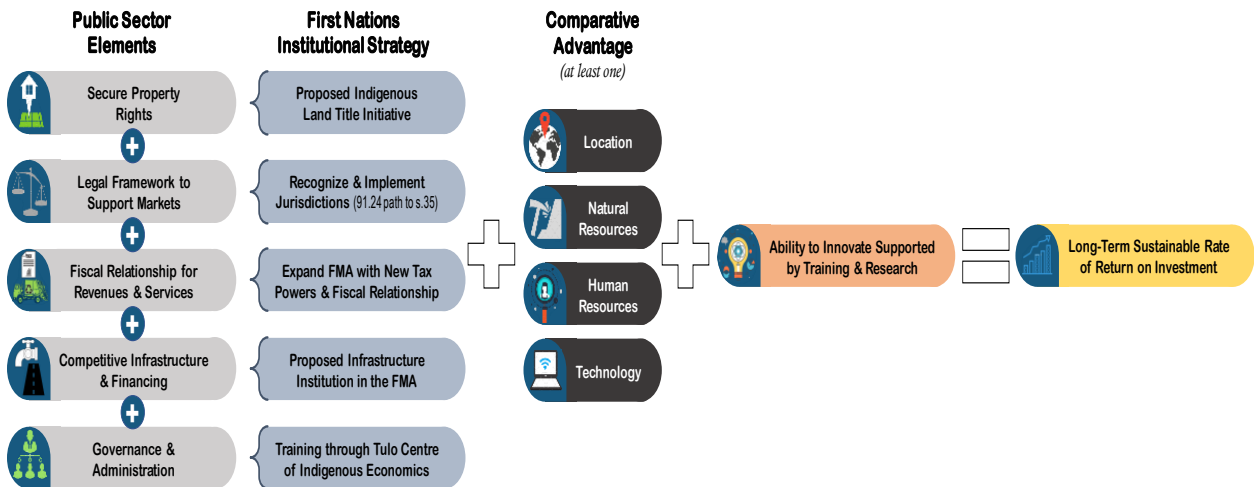 Public Sector
Elements
First Nations
Institutional Strategy
Comparative
Advantage
(at least one)
Secure Property
Rights
Proposed Indigenous
Land Title Initiative
Legal Framework to
Support Markets
Recognize & Implement
Jurisdictions (91.24 path to s.35)
Fiscal Relationship for
Revenues & Services
Expand FMA with New Tax
Powers & Fiscal Relationship
Competitive Infrastructure
& Financing
Proposed Infrastructure
Institution in the FMA
Governance &
Administration
Training through Tulo Centre
of Indigenous Economics
Location
Natural
Resources
Human
Resources
Technology
Ability to Innovate Supported
by Training & Research
Long-Term Sustainable Rate
of Return on Investment